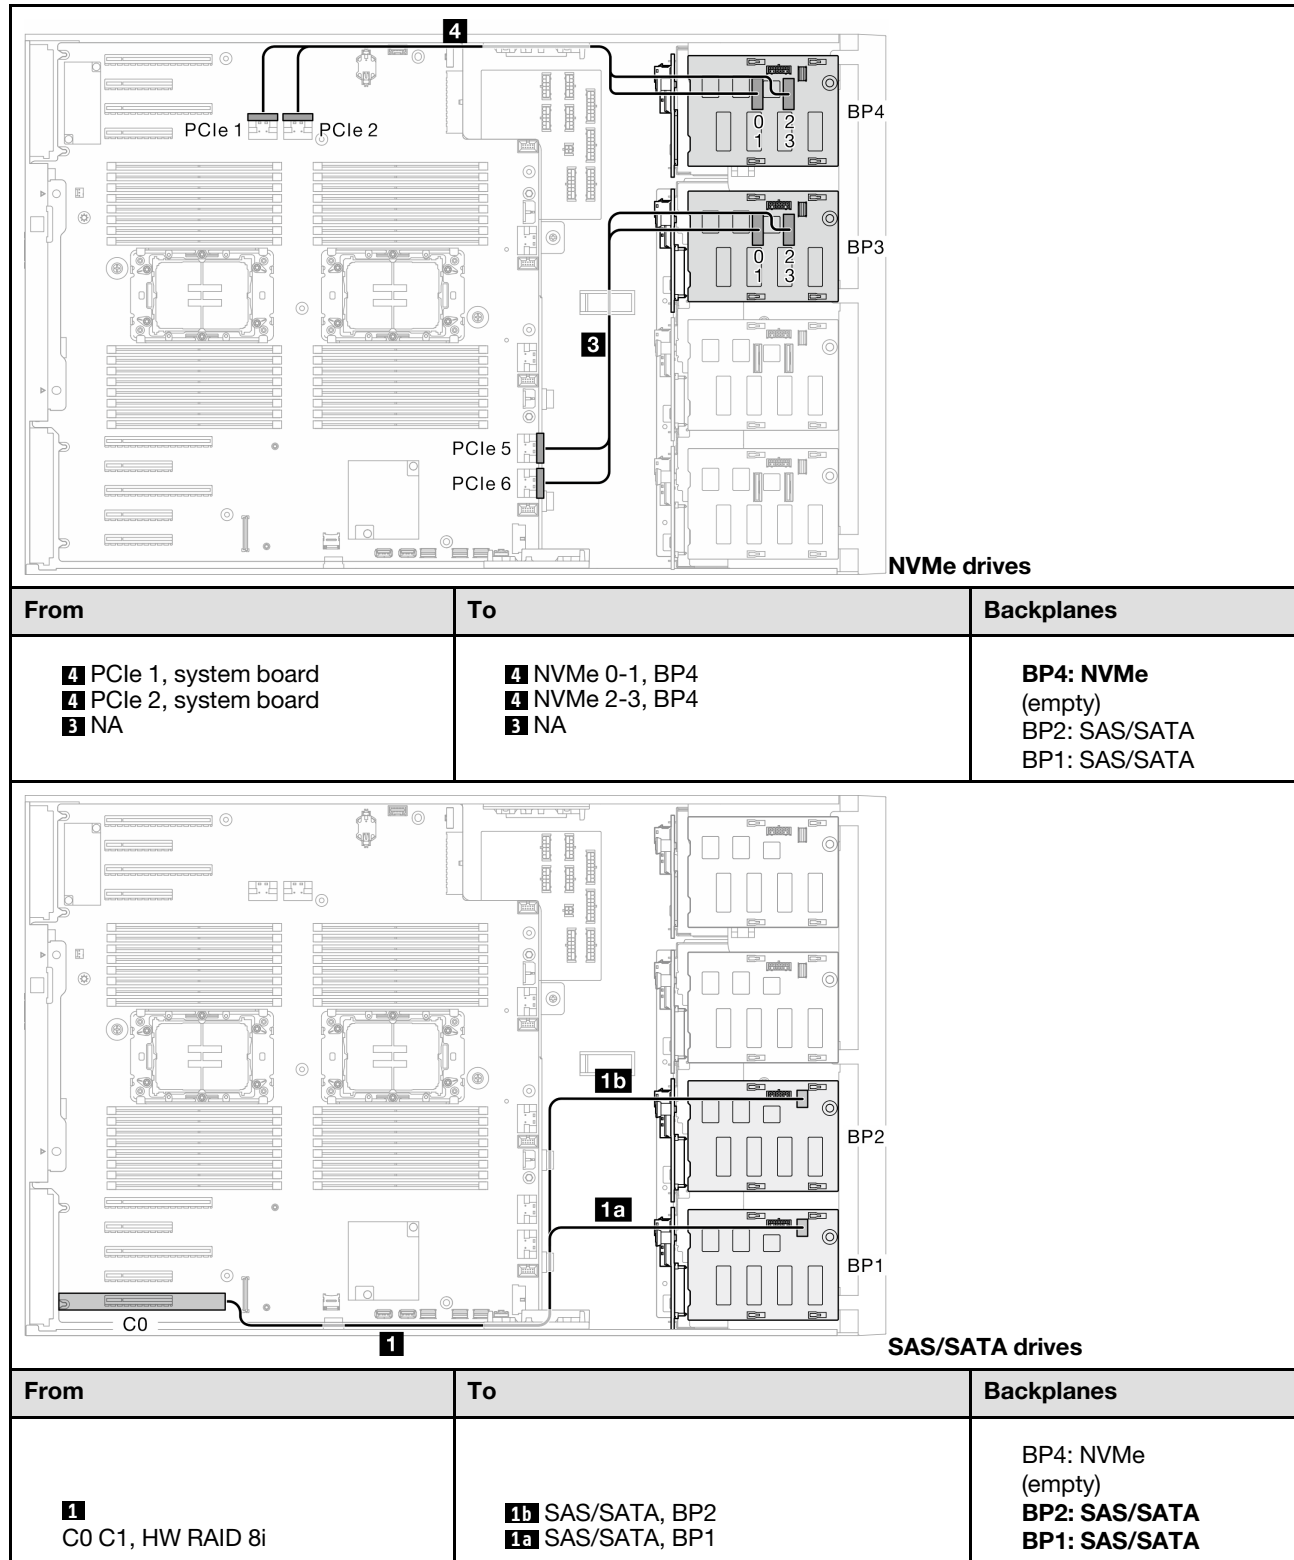 4
PCIe 1
PCIe 2
0
1
2
3
BP4
0
1
2
3
BP3
3
PCIe 5
PCIe 6
NVMe drives
From
To
Backplanes
4 PCIe 1, system board
4 PCIe 2, system board
3 NA
4 NVMe 0-1, BP4
4 NVMe 2-3, BP4
3 NA
BP4: NVMe
(empty)
BP2: SAS/SATA
BP1: SAS/SATA
1b
BP2
1a
BP1
C0
1
SAS/SATA drives
From
To
Backplanes
1
C0 C1, HW RAID 8i
1b SAS/SATA, BP2
1a SAS/SATA, BP1
BP4: NVMe
(empty)
BP2: SAS/SATA
BP1: SAS/SATA